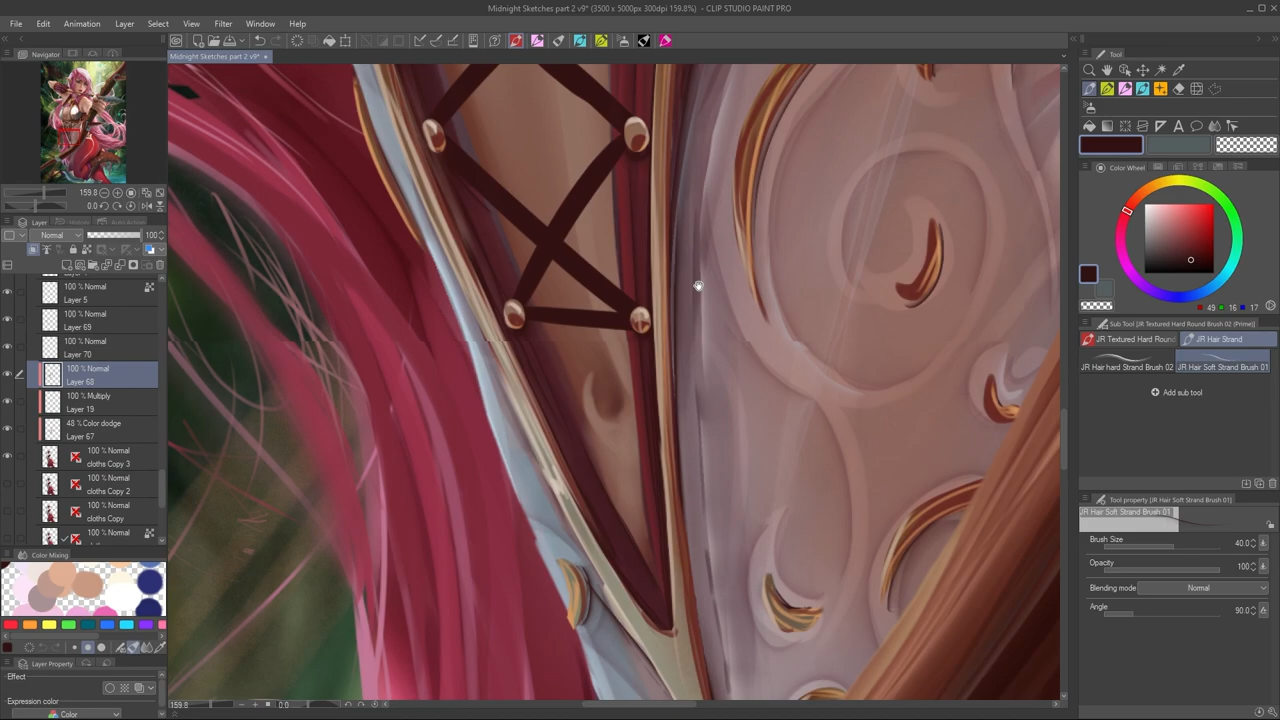 Midnight Sketches part 2 v9* (3500 x 5000px 300dpi 159.8%) - CLIP STUDIO PAINT PRO
File Edit Animation Layer Select View Filter Window Help
Midnight Sketches part 2 v9*
Navigator
159.8
0.0
Layer
History
Auto Action
Normal 100
Layer 5
100 % Normal
Layer 69
100 % Normal
Layer 70
100 % Normal
Layer 68
100 % Multiply
Layer 19
48 % Color dodge
Layer 67
100 % Normal
cloths Copy 3
100 % Normal
cloths Copy 2
100 % Normal
cloths Copy
100 % Normal
Color Mixing
Layer Property
Effect
Expression color
Color
159.8 0.0
Tool
Color Wheel
49 16 17
Sub Tool [JR Textured Hard Round Brush 02 (Prime)]
JR Textured Hard Round JR Hair Strand
JR Hair hard Strand Brush 02 JR Hair Soft Strand Brush 01
Add sub tool
Tool property [JR Hair Soft Strand Brush 01]
JR Hair Soft Strand Brush 01
Brush Size 40.0
Opacity 100
Blending mode Normal
Angle 90.0